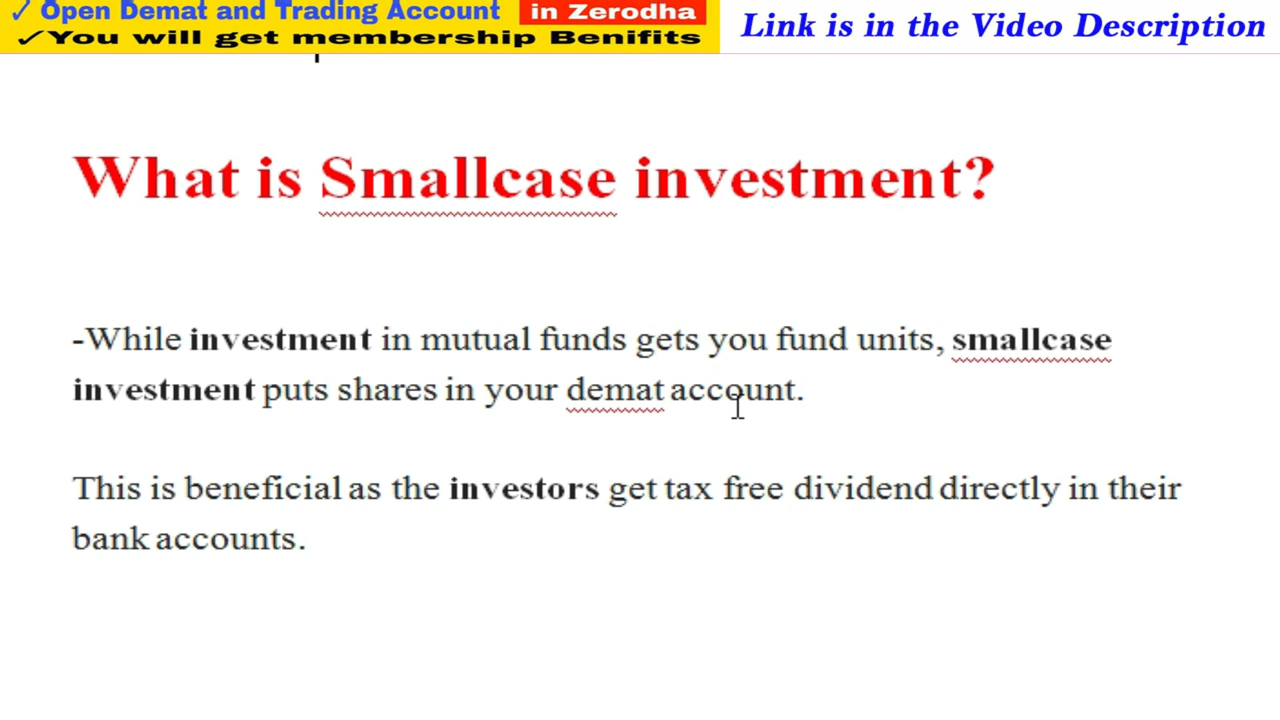 ✓ Open Demat and Trading Account in Zerodha
✓You will get membership Benifits
Link is in the Video Description
What is Smallcase investment?
-While investment in mutual funds gets you fund units, smallcase
investment puts shares in your demat account.
This is beneficial as the investors get tax free dividend directly in their
bank accounts.